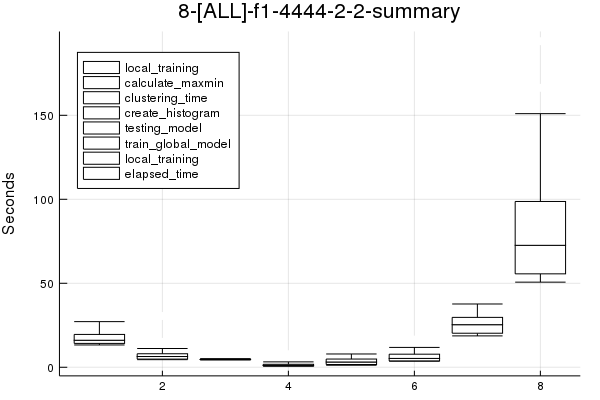 8-[ALL]-f1-4444-2-2-summary
local_training
calculate_maxmin
clustering_time
create_histogram
testing_model
train_global_model
local_training
elapsed_time
Seconds
150
100
50
0
2
4
6
8